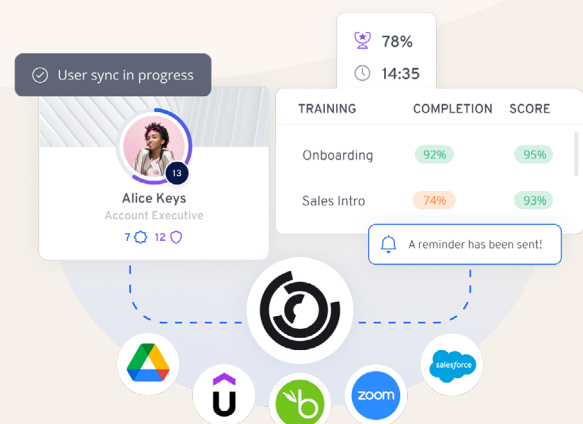 78%
14:35
User sync in progress
TRAINING COMPLETION SCORE
Onboarding 92% 95%
Sales Intro 74% 93%
13
Alice Keys
Account Executive
7 12
A reminder has been sent!
salesforce
zoom